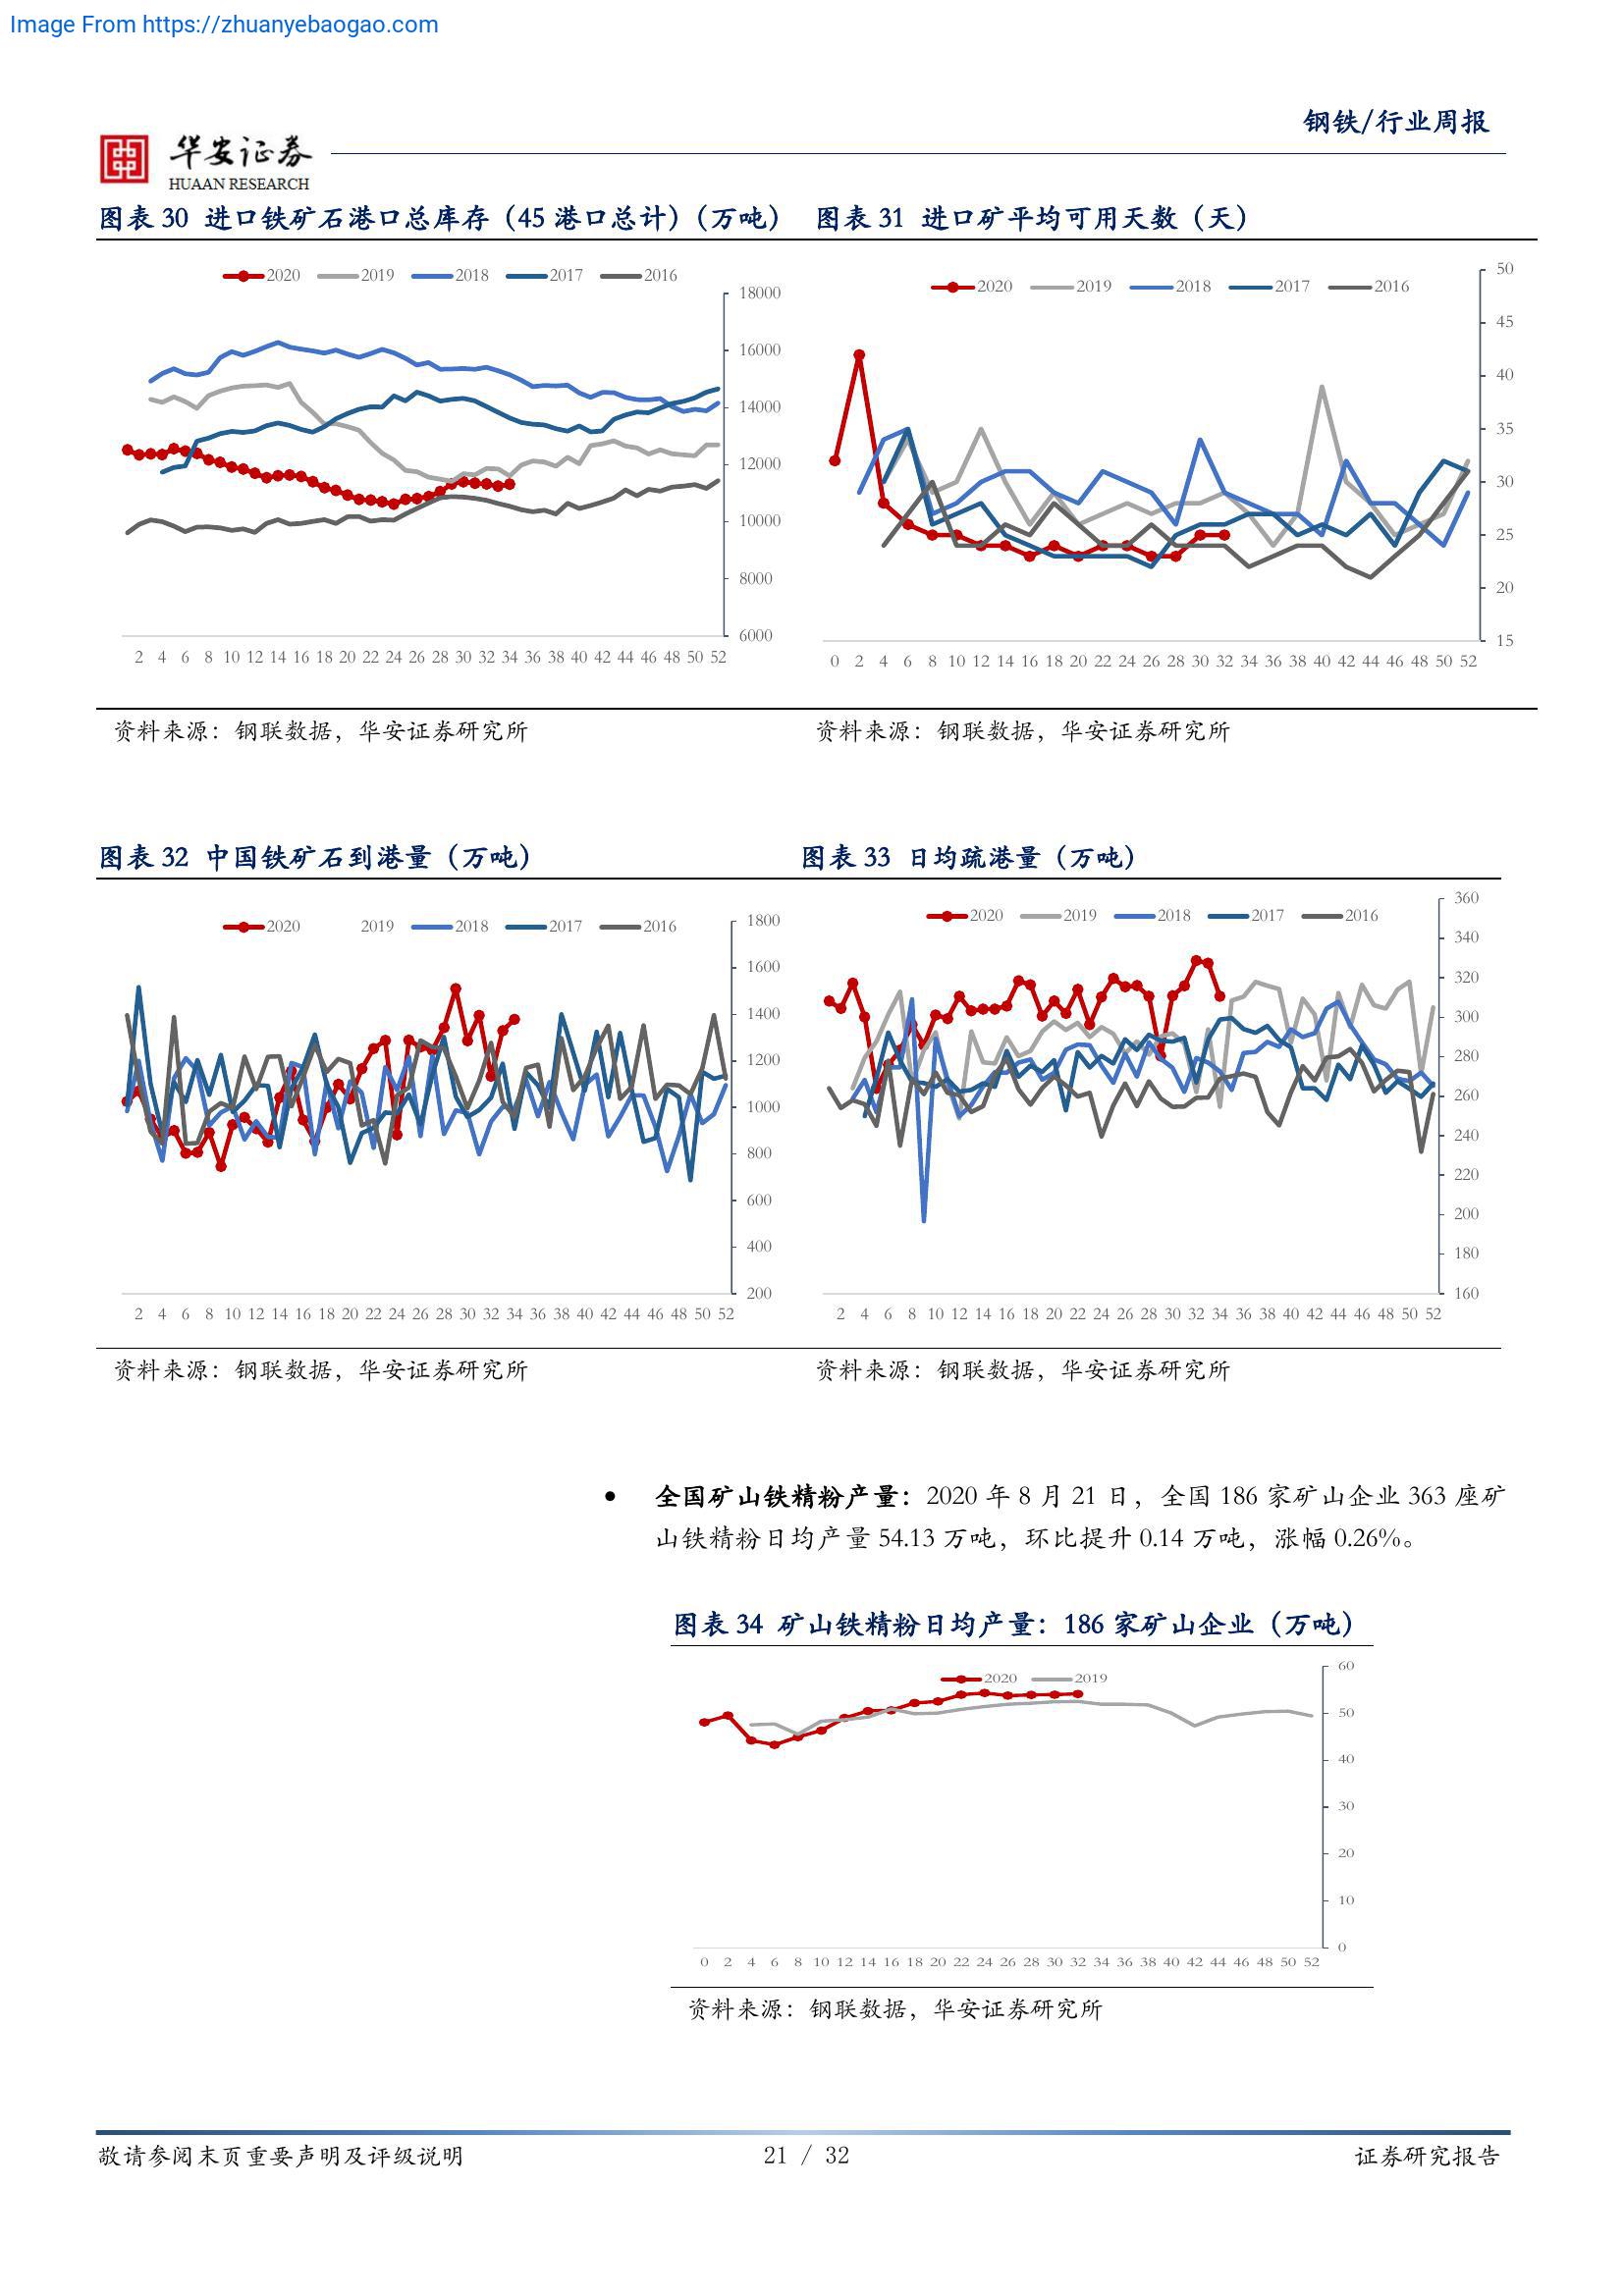 Image From https://zhuanyebaogao.com
钢铁/行业周报
华安证券
HUAAN RESEARCH
图表 30 进口铁矿石港口总库存（45 港口总计）（万吨）
图表 31 进口矿平均可用天数（天）
2020 2019 2018 2017 2016
18000
16000
14000
12000
10000
8000
6000
2 4 6 8 10 12 14 16 18 20 22 24 26 28 30 32 34 36 38 40 42 44 46 48 50 52
2020 2019 2018 2017 2016
50
45
40
35
30
25
20
15
0 2 4 6 8 10 12 14 16 18 20 22 24 26 28 30 32 34 36 38 40 42 44 46 48 50 52
资料来源：钢联数据，华安证券研究所
资料来源：钢联数据，华安证券研究所
图表 32 中国铁矿石到港量（万吨）
图表 33 日均疏港量（万吨）
2020 2019 2018 2017 2016
1800
1600
1400
1200
1000
800
600
400
200
2 4 6 8 10 12 14 16 18 20 22 24 26 28 30 32 34 36 38 40 42 44 46 48 50 52
2020 2019 2018 2017 2016
360
340
320
300
280
260
240
220
200
180
160
2 4 6 8 10 12 14 16 18 20 22 24 26 28 30 32 34 36 38 40 42 44 46 48 50 52
资料来源：钢联数据，华安证券研究所
资料来源：钢联数据，华安证券研究所
● 全国矿山铁精粉产量：2020 年 8 月 21 日，全国 186 家矿山企业 363 座矿
山铁精粉日均产量 54.13 万吨，环比提升 0.14 万吨，涨幅 0.26%。
图表 34 矿山铁精粉日均产量：186 家矿山企业（万吨）
2020 2019
60
50
40
30
20
10
0
0 2 4 6 8 10 12 14 16 18 20 22 24 26 28 30 32 34 36 38 40 42 44 46 48 50 52
资料来源：钢联数据，华安证券研究所
敬请参阅末页重要声明及评级说明
21 / 32
证券研究报告